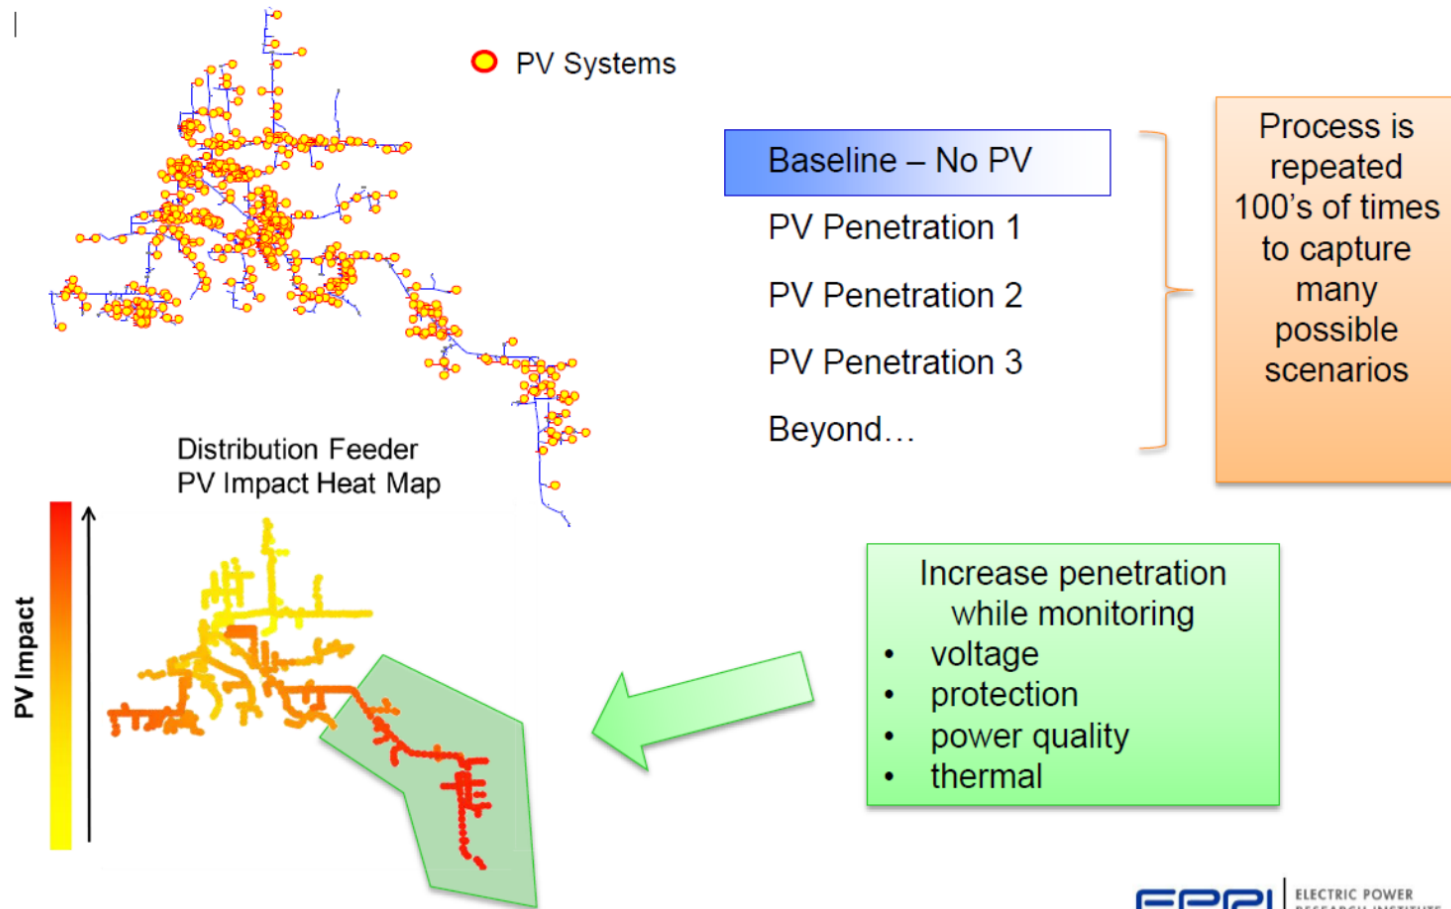 PV Systems
Baseline – No PV
PV Penetration 1
PV Penetration 2
PV Penetration 3
Beyond…
Process is
repeated
100's of times
to capture
many
possible
scenarios
Distribution Feeder
PV Impact Heat Map
PV Impact
Increase penetration
while monitoring
• voltage
• protection
• power quality
• thermal
EPRI
ELECTRIC POWER
RESEARCH INSTITUTE